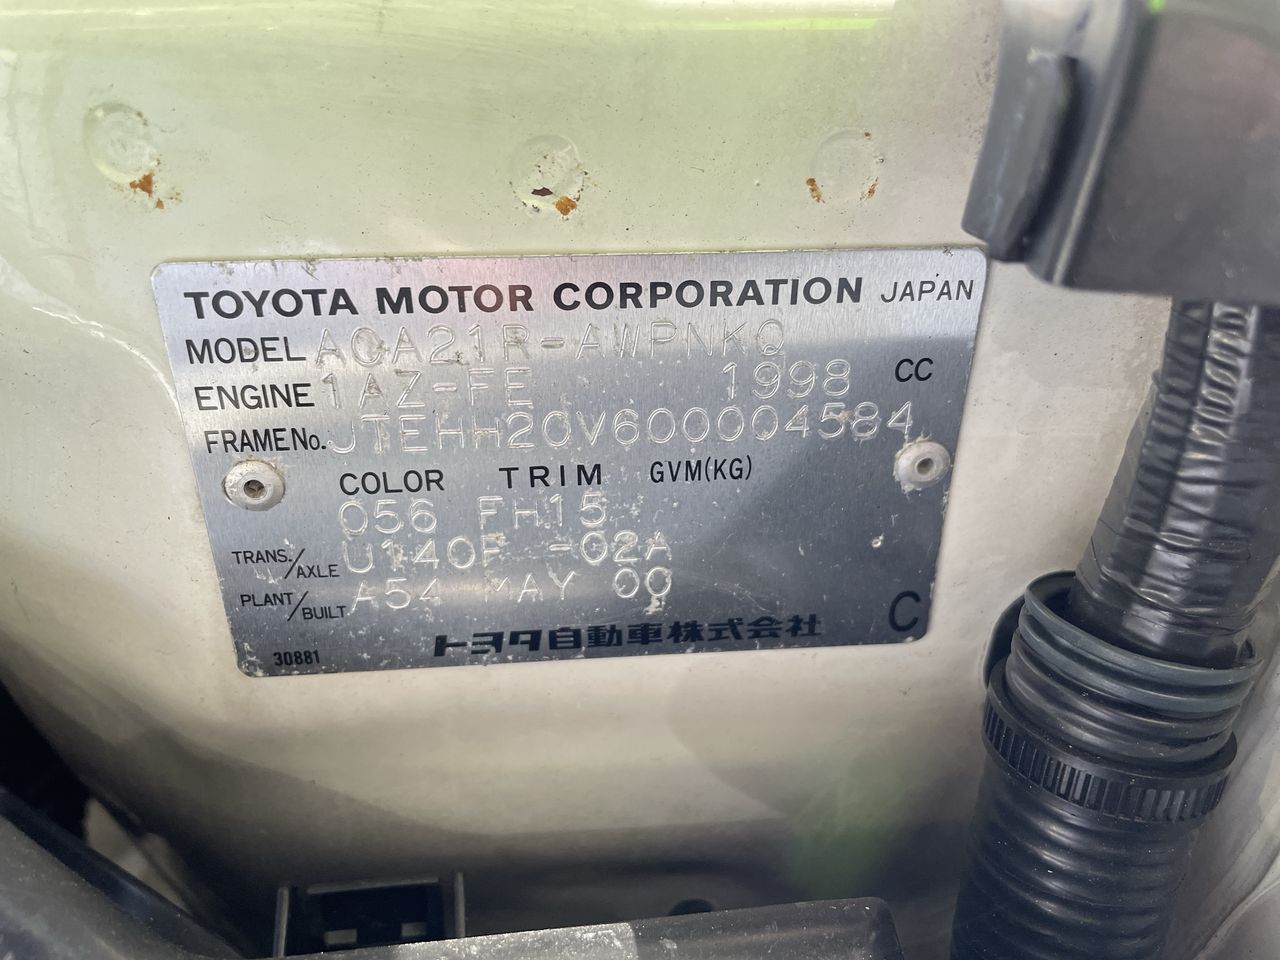 TOYOTA MOTOR CORPORATION JAPAN
MODEL ACA21R-AWPNKQ
ENGINE 1AZ-FE 1998 CC
FRAME No. JTEHH20V600004584
COLOR TRIM GVM(KG)
056 FH15
TRANS./AXLE U140F -02A
PLANT/BUILT A54 MAY 00
トヨタ自動車株式会社 C
30881